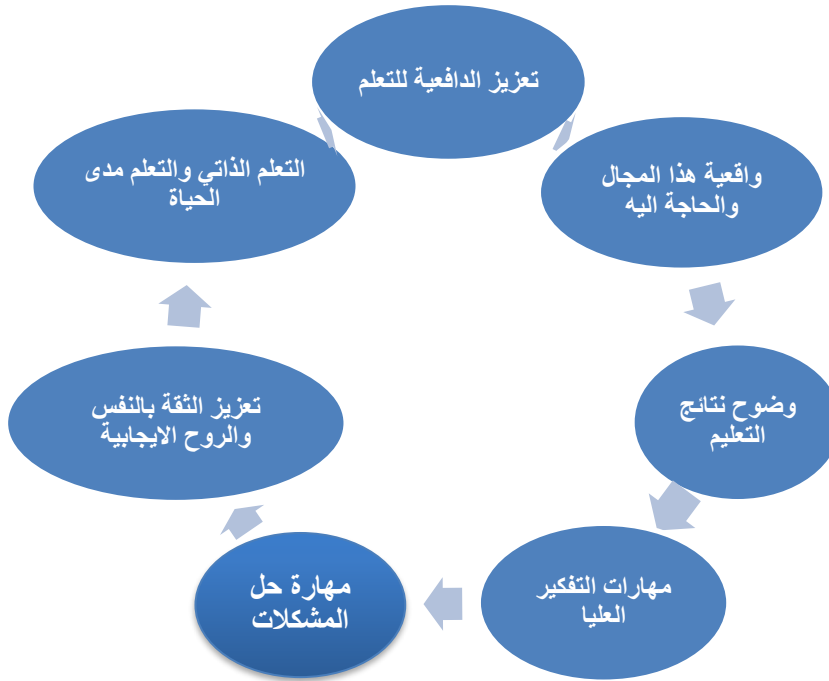 تعزيز الدافعية للتعلم
واقعية هذا المجال
والحاجة اليه
وضوح نتائج
التعليم
مهارات التفكير
العليا
مهارة حل
المشكلات
تعزيز الثقة بالنفس
والروح الايجابية
التعلم الذاتي والتعلم مدى
الحياة